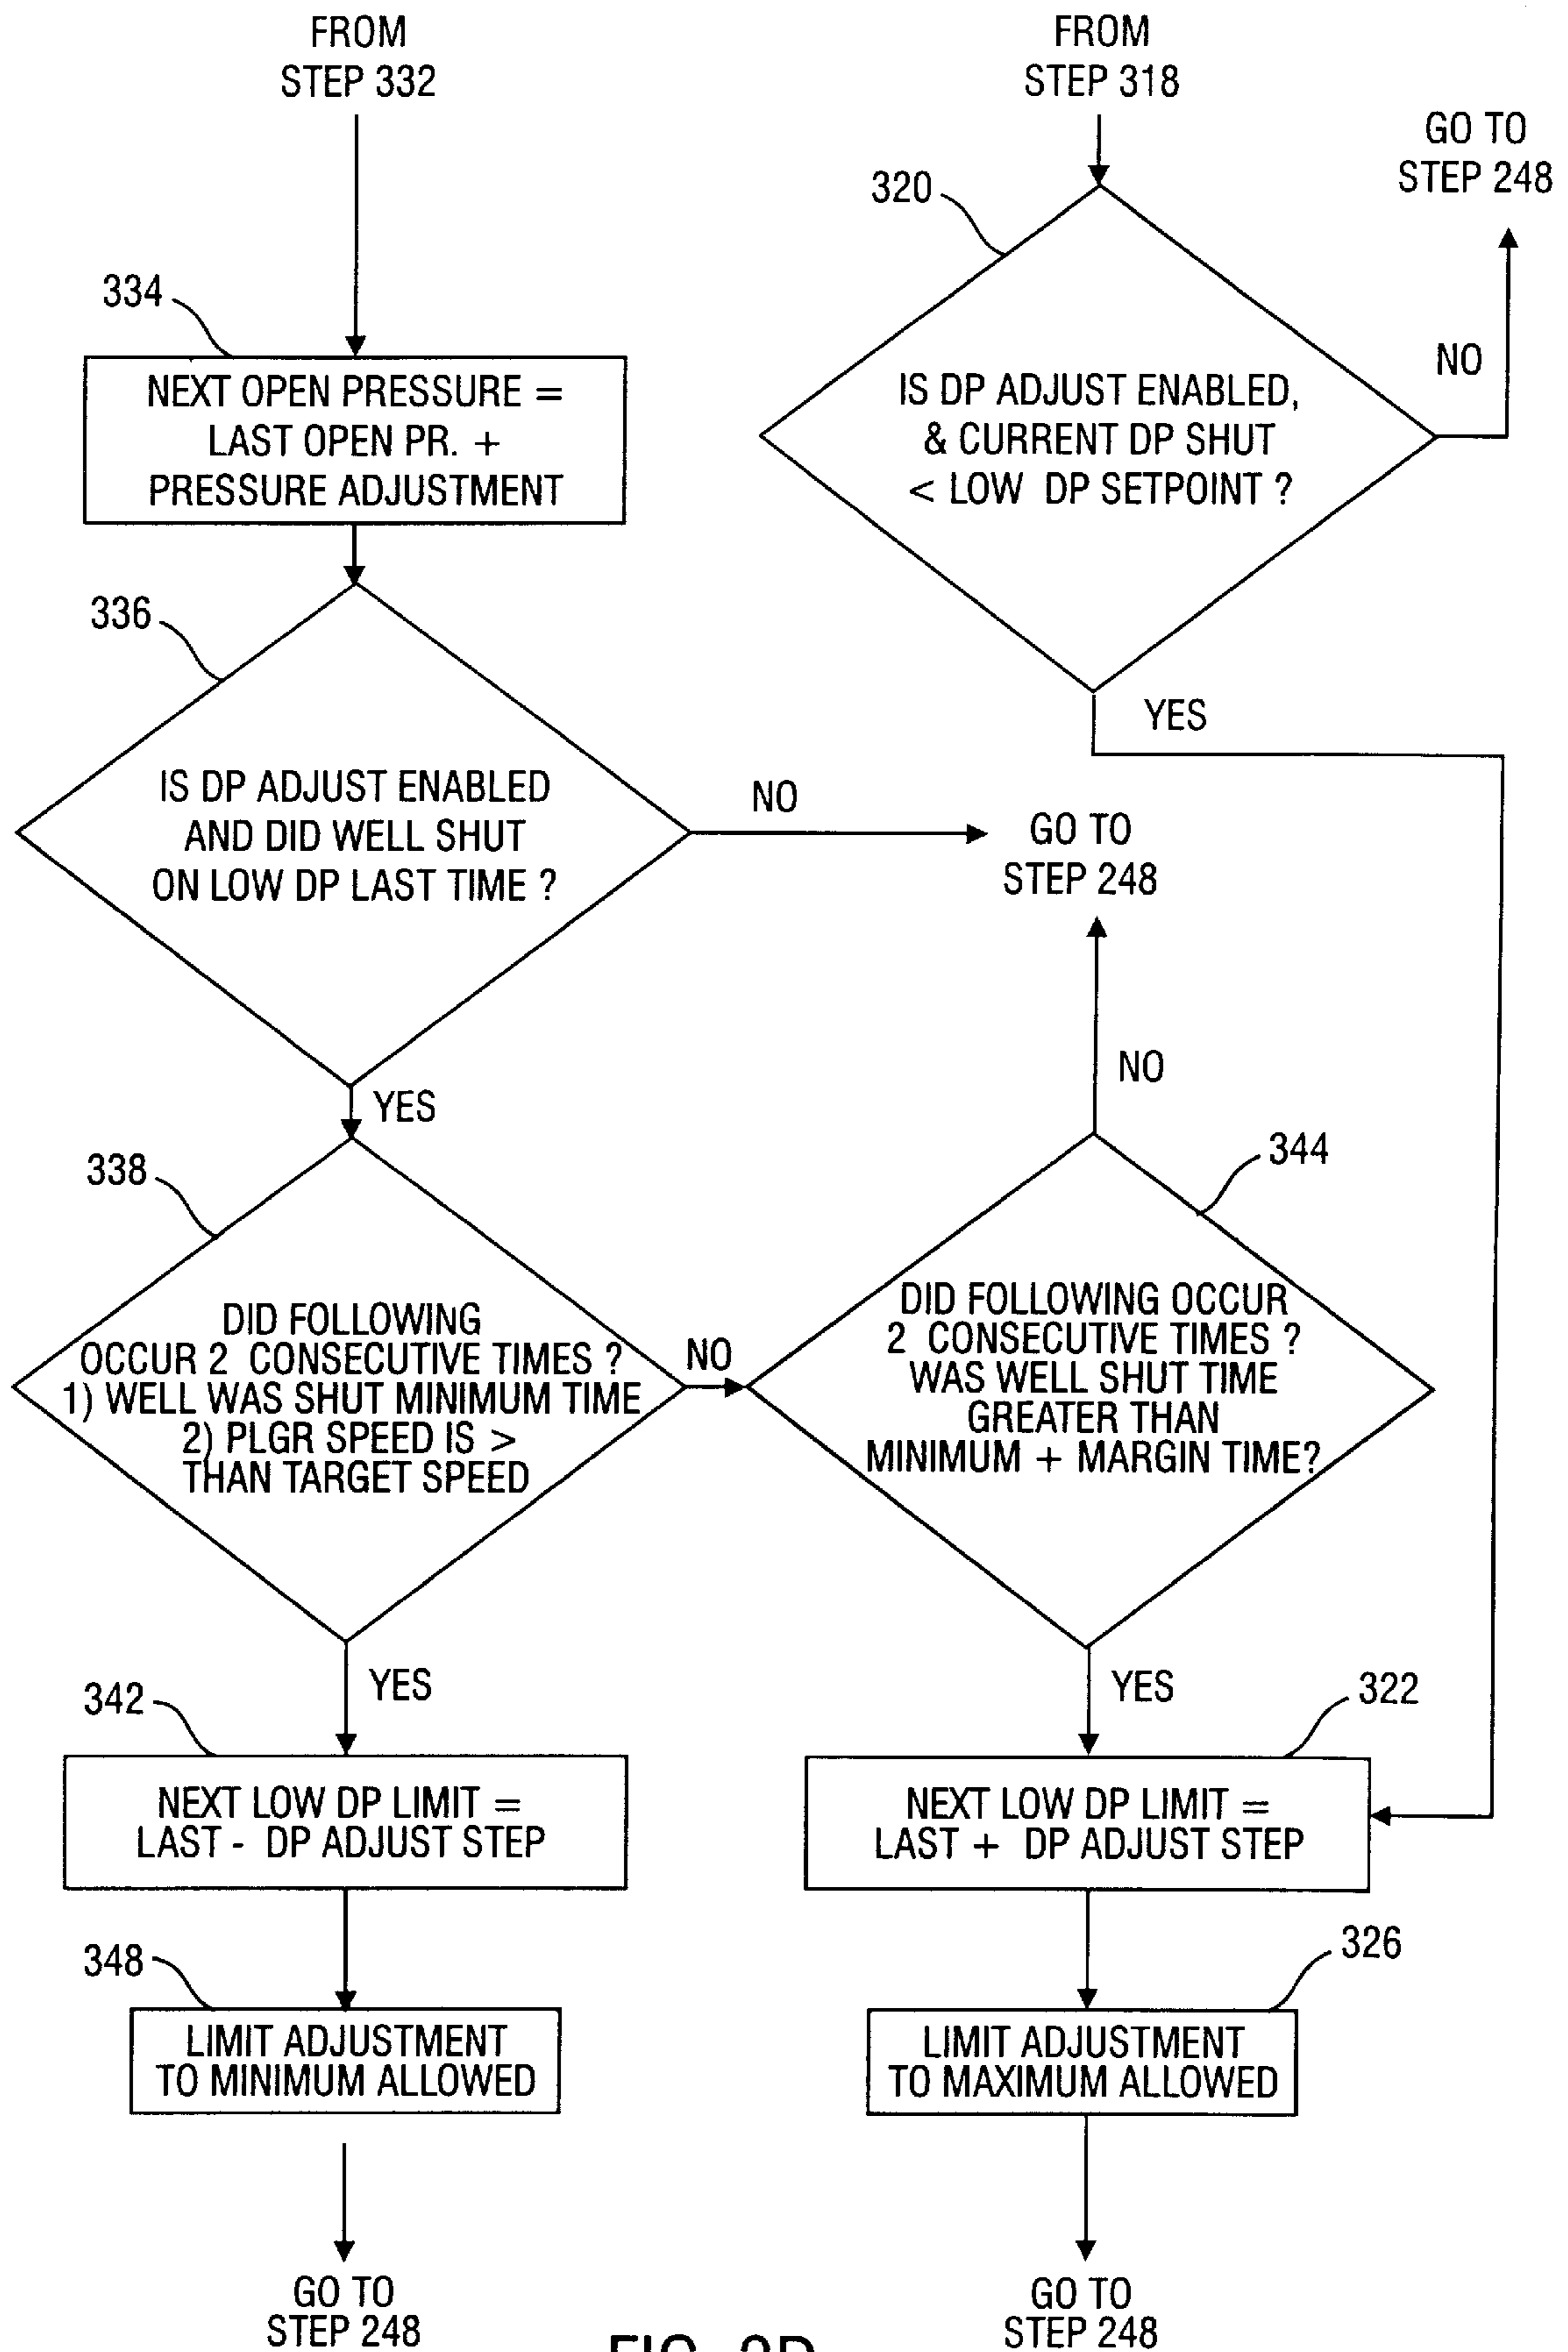 FROM
STEP 332
334
NEXT OPEN PRESSURE =
LAST OPEN PR. +
PRESSURE ADJUSTMENT
336
IS DP ADJUST ENABLED
AND DID WELL SHUT
ON LOW DP LAST TIME ?
NO
GO TO
STEP 248
YES
338
DID FOLLOWING
OCCUR 2 CONSECUTIVE TIMES ?
1) WELL WAS SHUT MINIMUM TIME
2) PLGR SPEED IS >
THAN TARGET SPEED
NO
YES
342
NEXT LOW DP LIMIT =
LAST - DP ADJUST STEP
348
LIMIT ADJUSTMENT
TO MINIMUM ALLOWED
GO TO
STEP 248
FROM
STEP 318
320
IS DP ADJUST ENABLED,
& CURRENT DP SHUT
< LOW DP SETPOINT ?
NO
GO TO
STEP 248
YES
NO
344
DID FOLLOWING OCCUR
2 CONSECUTIVE TIMES ?
WAS WELL SHUT TIME
GREATER THAN
MINIMUM + MARGIN TIME?
YES
322
NEXT LOW DP LIMIT =
LAST + DP ADJUST STEP
326
LIMIT ADJUSTMENT
TO MAXIMUM ALLOWED
GO TO
STEP 248